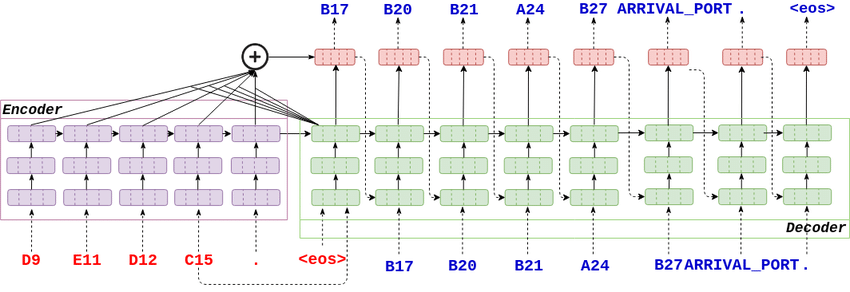 B17 B20 B21 A24 B27 ARRIVAL_PORT . <eos>
+
Encoder
Decoder
D9 E11 D12 C15 . <eos> B17 B20 B21 A24 B27 ARRIVAL_PORT .